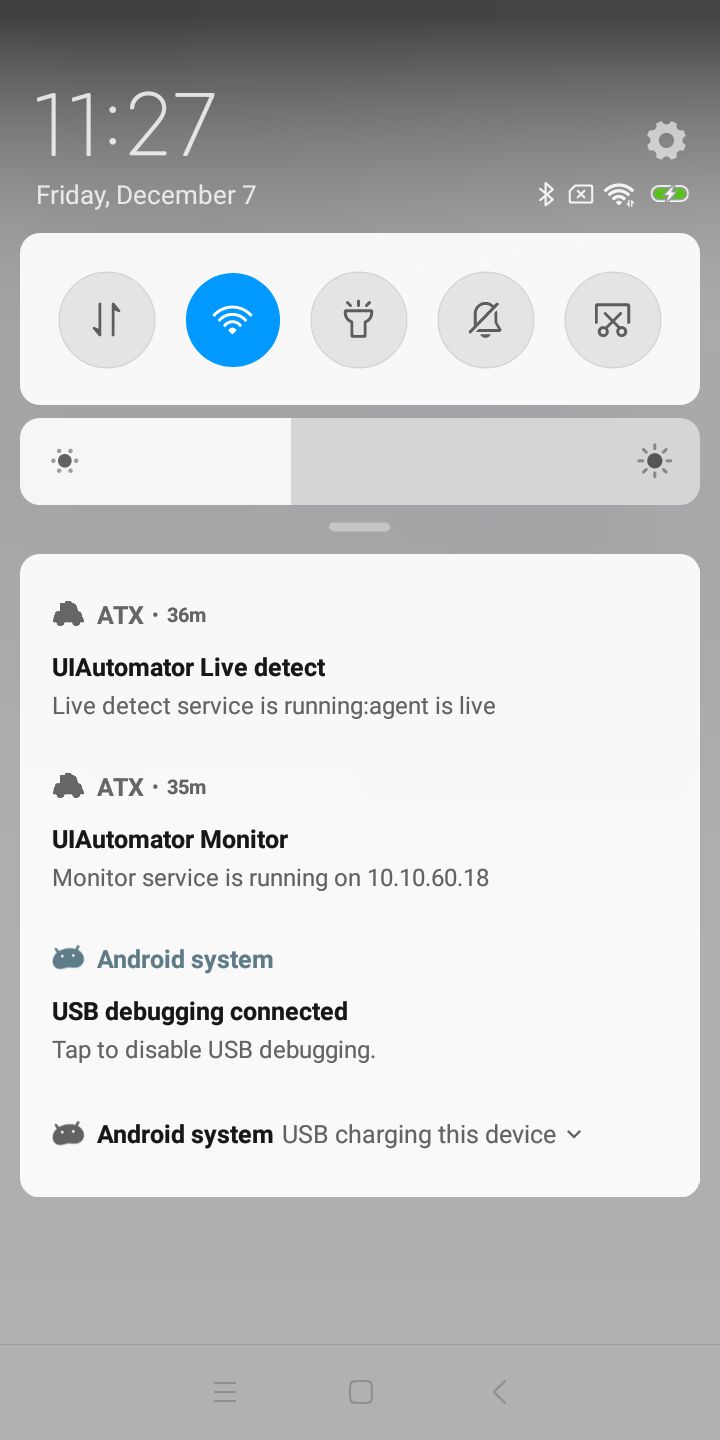 11:27
Friday, December 7
ATX · 36m
UIAutomator Live detect
Live detect service is running:agent is live
ATX · 35m
UIAutomator Monitor
Monitor service is running on 10.10.60.18
Android system
USB debugging connected
Tap to disable USB debugging.
Android system USB charging this device